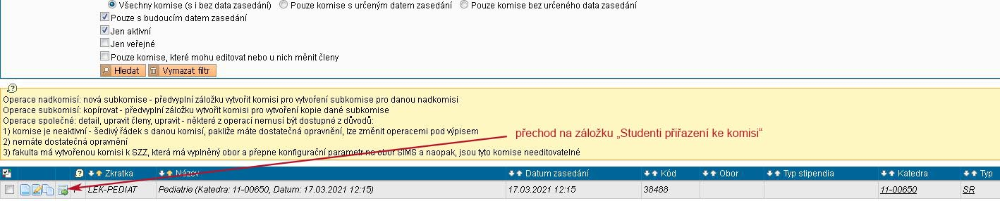 Všechny komise (s i bez data zasedání) Pouze komise s určeným datem zasedání Pouze komise bez určeného data zasedání
Pouze s budoucím datem zasedání
Jen aktivní
Jen veřejné
Pouze komise, které mohu editovat nebo u nich měnit členy
Hledat Vymazat filtr
Operace nadkomisí: nová subkomise - předvyplní záložku vytvořit komisi pro vytvoření subkomise pro danou nadkomisi
Operace subkomisí: kopírovat - předvyplní záložku vytvořit komisi pro vytvoření kopie dané subkomise
Operace společné: detail, upravit členy, upravit - některé z operací nemusí být dostupné z důvodů:
1) komise je neaktivní - šedivý řádek s danou komisí, pakliže máte dostatečná oprávnění, lze změnit operacemi pod výpisem
přechod na záložku „Studenti přiřazení ke komisi“
2) nemáte dostatečná oprávnění
3) fakulta má vytvořenou komisi k SZZ, která má vyplněný obor a přepne konfigurační parametr na obor SIMS a naopak, jsou tyto komise needitovatelné
Zkratka Název Datum zasedání Kód Obor Typ stipendia Katedra Typ
LEK-PEDIAT Pediatrie (Katedra: 11-00650, Datum: 17.03.2021 12:15) 17.03.2021 12:15 38488 11-00650 SR